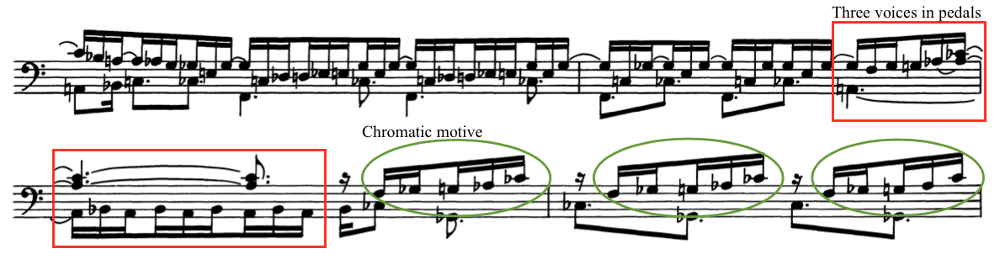 Three voices in pedals
Chromatic motive